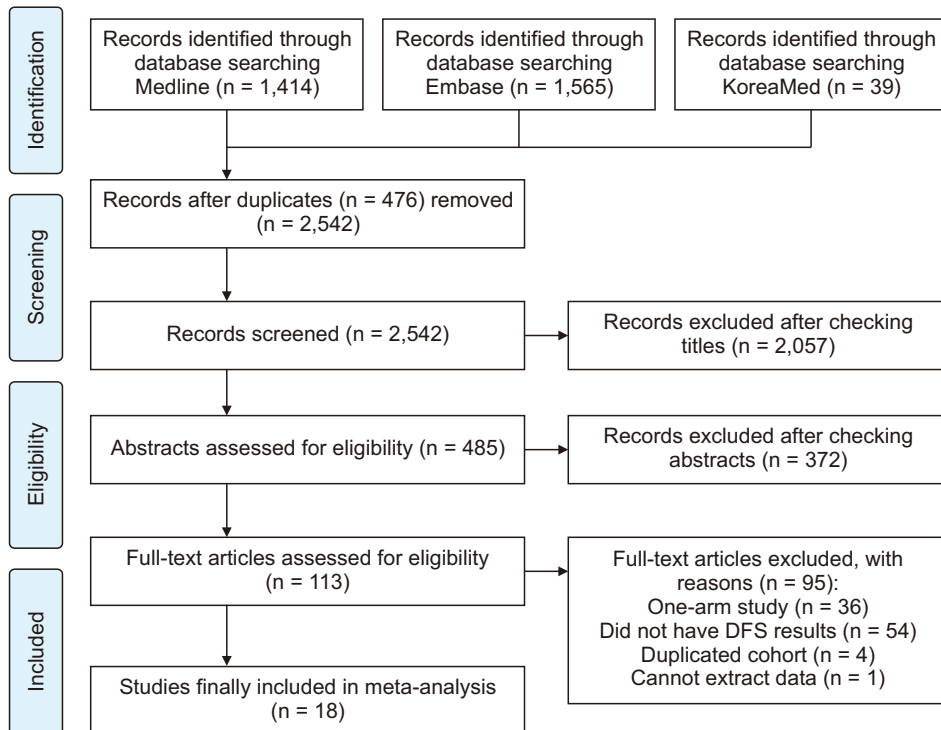 Identification
Records identified through
database searching
Medline (n = 1,414)
Records identified through
database searching
Embase (n = 1,565)
Records identified through
database searching
KoreaMed (n = 39)
Screening
Records after duplicates (n = 476) removed
(n = 2,542)
Records screened (n = 2,542)
Records excluded after checking
titles (n = 2,057)
Eligibility
Abstracts assessed for eligibility (n = 485)
Records excluded after checking
abstracts (n = 372)
Full-text articles assessed for eligibility
(n = 113)
Full-text articles excluded, with
reasons (n = 95):
One-arm study (n = 36)
Did not have DFS results (n = 54)
Duplicated cohort (n = 4)
Cannot extract data (n = 1)
Included
Studies finally included in meta-analysis
(n = 18)